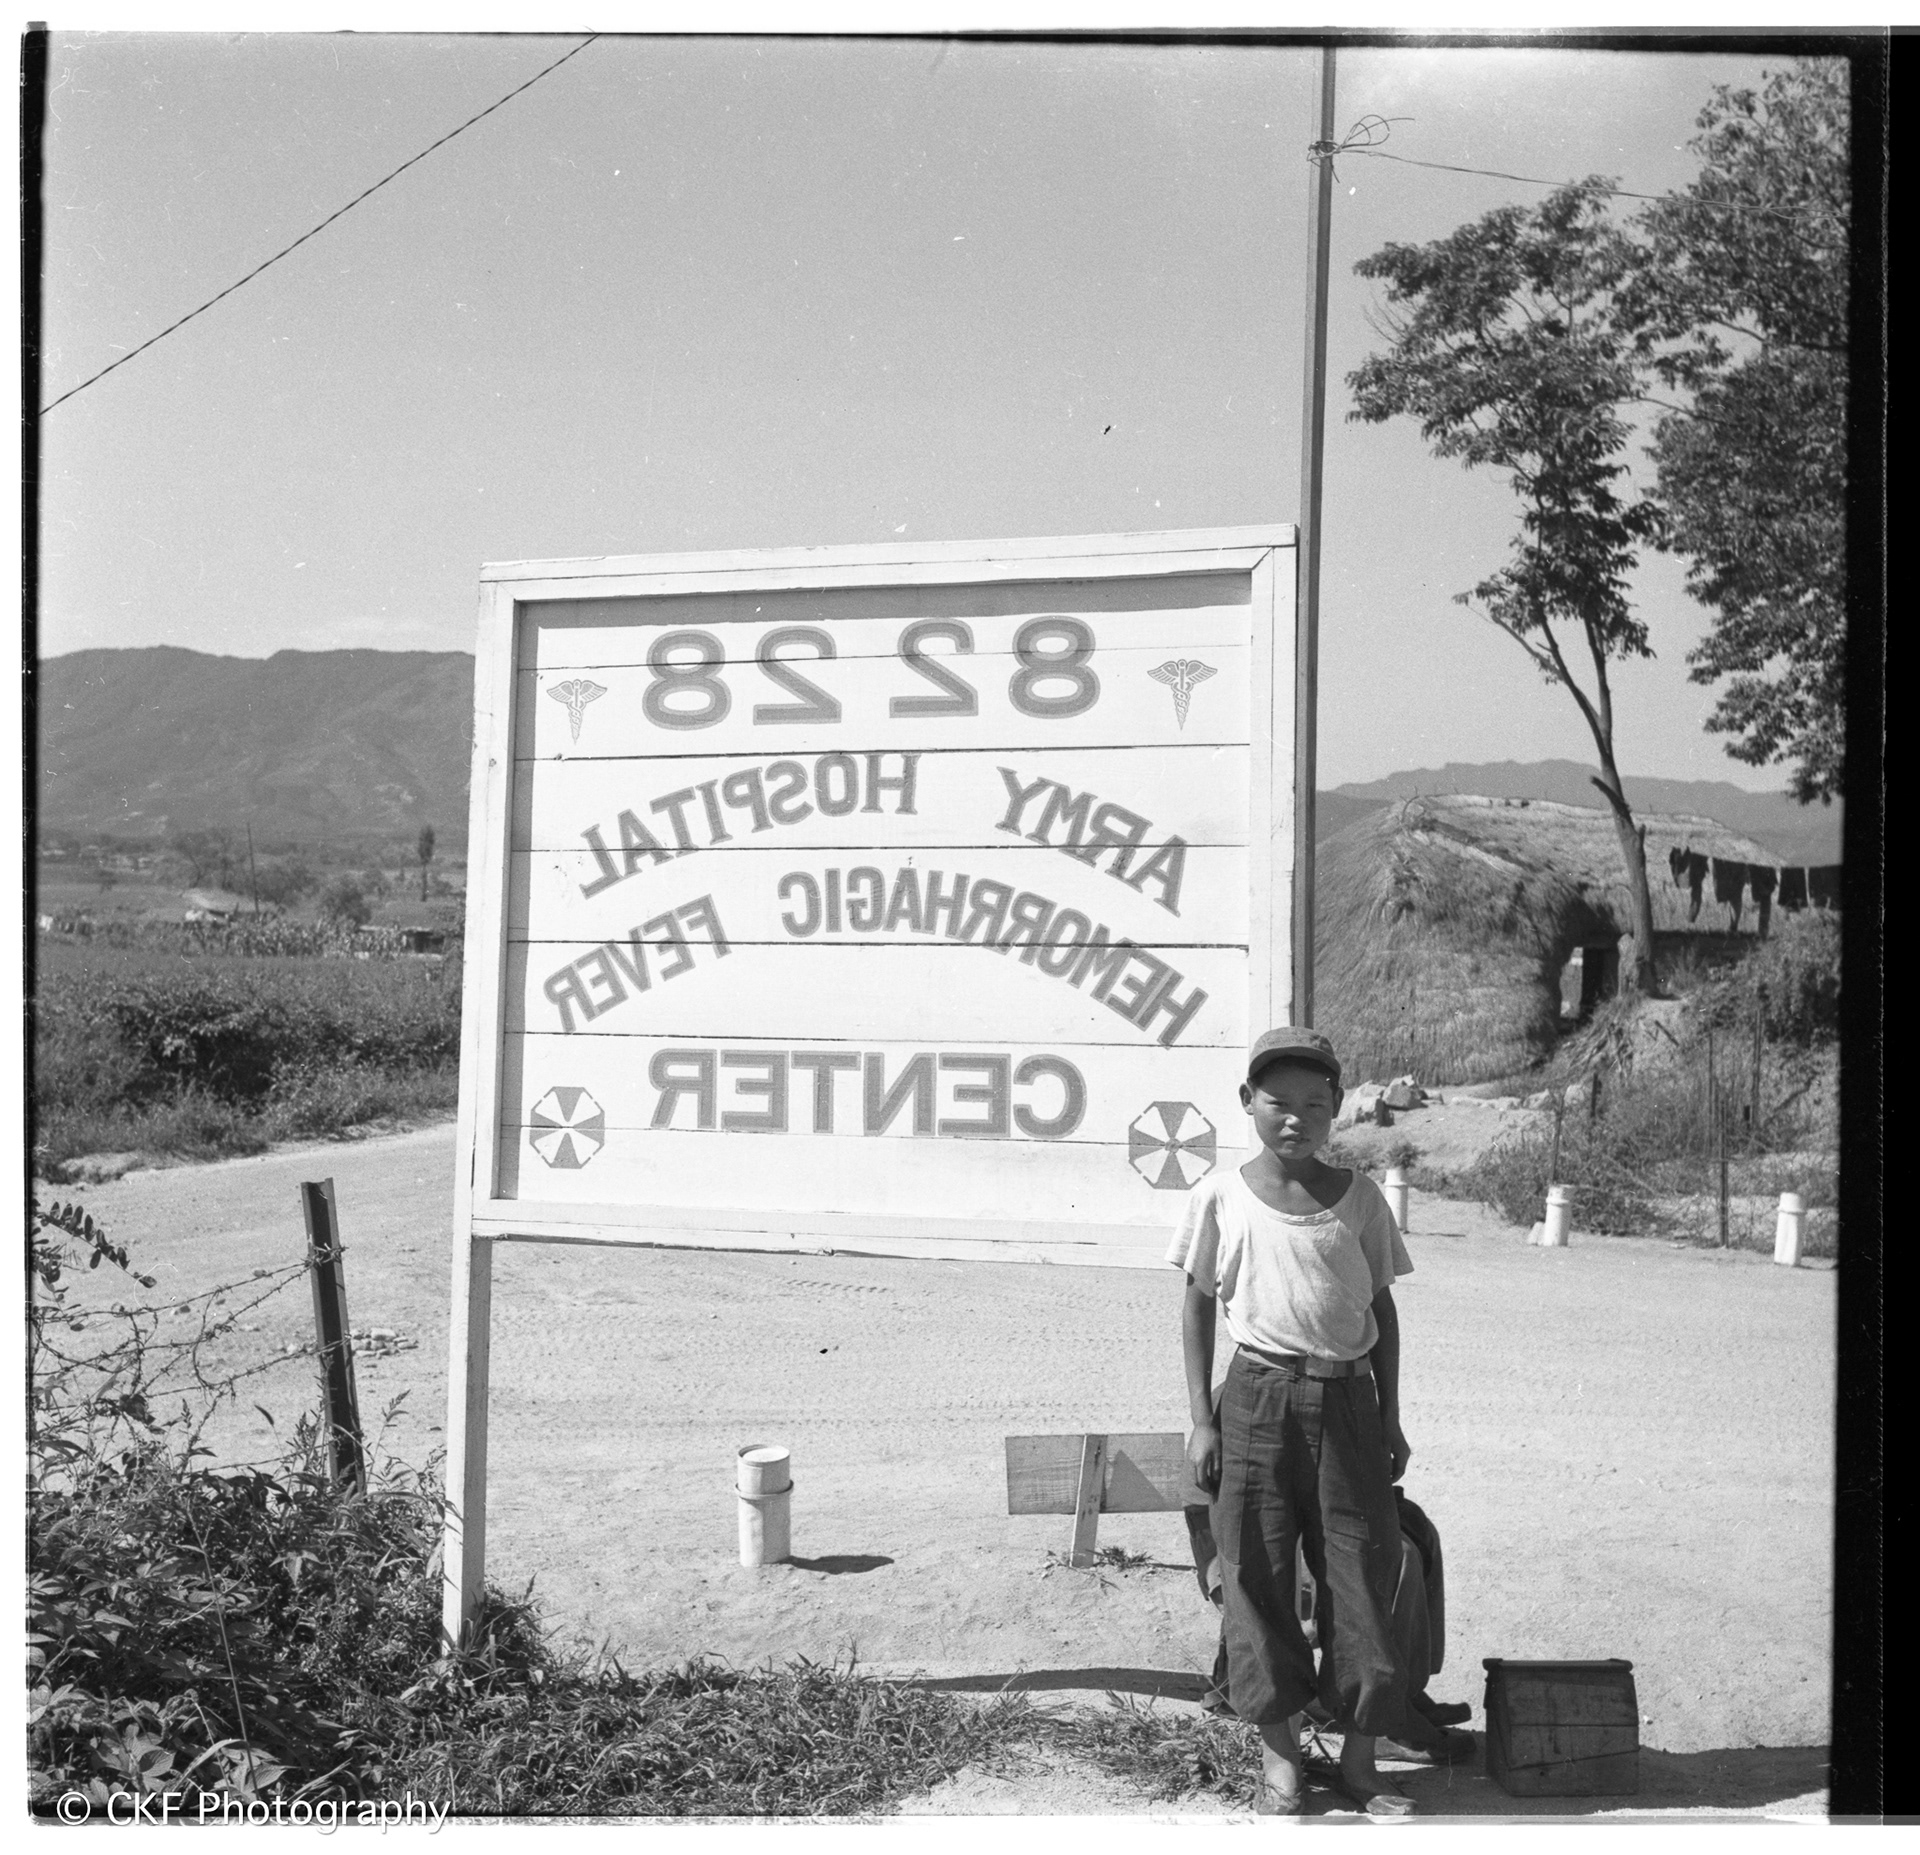 8228
ARMY HOSPITAL
HEMORRHAGIC FEVER
CENTER
© CKF Photography